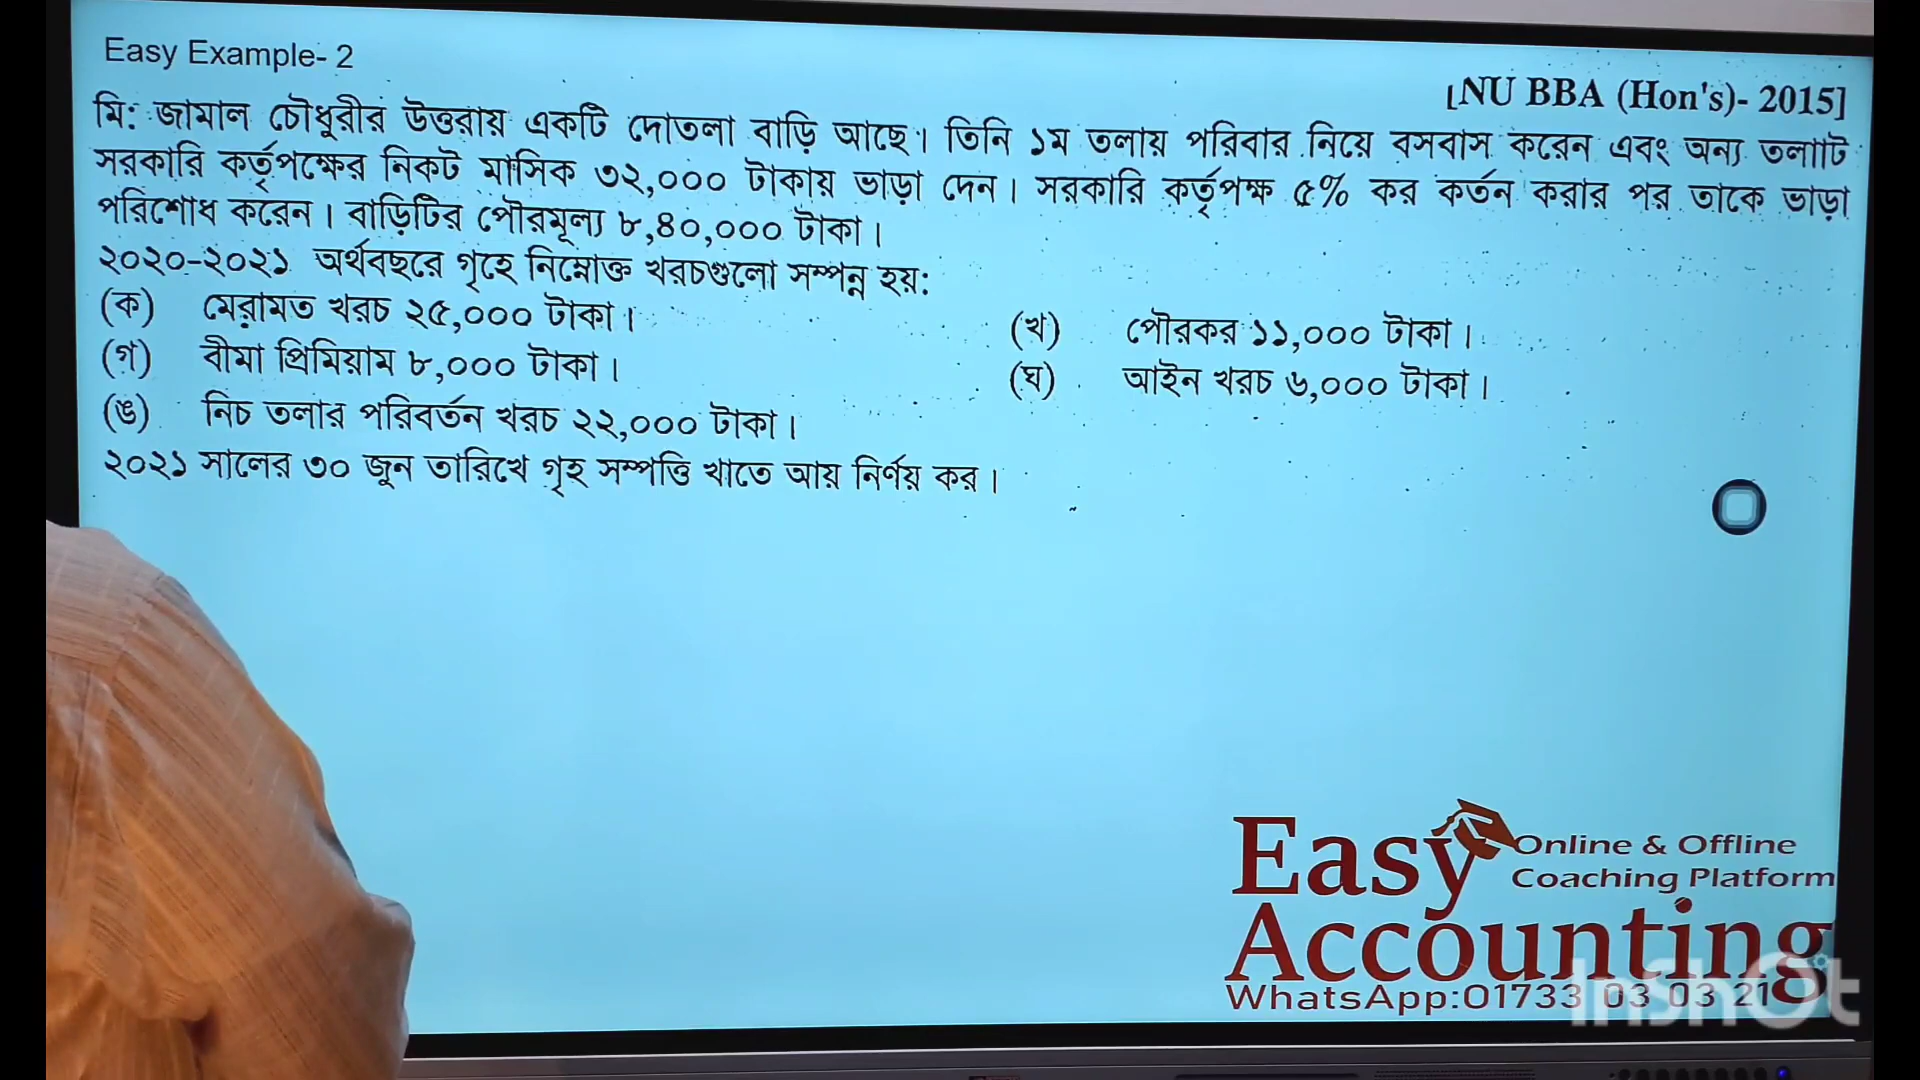 Easy Example- 2
[NU BBA (Hon's)- 2015]
মি: জামাল চৌধুরীর উত্তরায় একটি দোতলা বাড়ি আছে। তিনি ১ম তলায় পরিবার নিয়ে বসবাস করেন এবং অন্য তলাটি
সরকারি কর্তৃপক্ষের নিকট মাসিক ৩২,০০০ টাকায় ভাড়া দেন। সরকারি কর্তৃপক্ষ ৫% কর কর্তন করার পর তাকে ভাড়া
পরিশোধ করেন। বাড়িটির পৌরমূল্য ৮,৪০,০০০ টাকা।
২০২০-২০২১ অর্থবছরে গৃহে নিম্নোক্ত খরচগুলো সম্পন্ন হয়:
(ক) মেরামত খরচ ২৫,০০০ টাকা।
(খ) পৌরকর ১১,০০০ টাকা।
(গ) বীমা প্রিমিয়াম ৮,০০০ টাকা।
(ঘ) আইন খরচ ৬,০০০ টাকা।
(ঙ) নিচ তলার পরিবর্তন খরচ ২২,০০০ টাকা।
২০২১ সালের ৩০ জুন তারিখে গৃহ সম্পত্তি খাতে আয় নির্ণয় কর।
Easy Online & Offline
Coaching Platform
Accounting
WhatsApp:01733 03 03 21
InShot